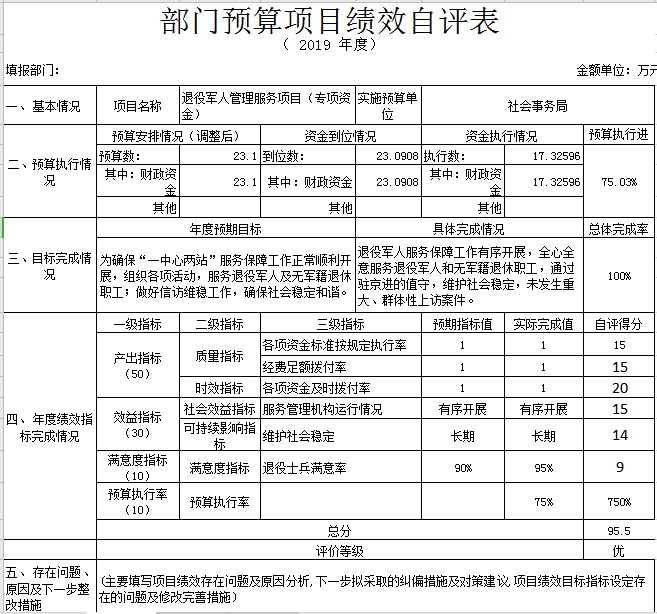 部门预算项目绩效自评表
（ 2019 年度）
填报部门： 金额单位：万元
一、基本情况 项目名称 退役军人管理服务项目（专项资金） 实施预算单位 社会事务局
二、预算执行情况 预算安排情况（调整后） 资金到位情况 资金执行情况 预算执行进
预算数： 23.1 到位数： 23.0908 执行数： 17.32596 75.03%
其中：财政资金 23.1 其中：财政资金 23.0908 其中：财政资金 17.32596
其他 其他 其他
三、目标完成情况 年度预期目标 具体完成情况 总体完成率
为确保“一中心两站”服务保障工作正常顺利开展，组织各项活动，服务退役军人及无军籍退休职工；做好信访维稳工作，确保社会稳定和谐。 退役军人服务保障工作有序开展，全心全意服务退役军人和无军籍退休职工，通过驻京进的值守，维护社会稳定，未发生重大、群体性上访案件。 100%
四、年度绩效指标完成情况 一级指标 二级指标 三级指标 预期指标值 实际完成值 自评得分
产出指标（50） 质量指标 各项资金标准按规定执行率 1 1 15
经费足额拨付率 1 1 15
时效指标 各项资金及时拨付率 1 1 20
效益指标（30） 社会效益指标 服务管理机构运行情况 有序开展 有序开展 15
可持续影响指标 维护社会稳定 长期 长期 14
满意度指标（10） 满意度指标 退役士兵满意率 90% 95% 9
预算执行率（10） 预算执行率 75% 750%
总分 95.5
评价等级 优
五、存在问题、原因及下一步整改措施 （主要填写项目绩效存在问题及原因分析，下一步拟采取的纠偏措施及对策建议，项目绩效目标指标设定存在的问题及修改完善措施）